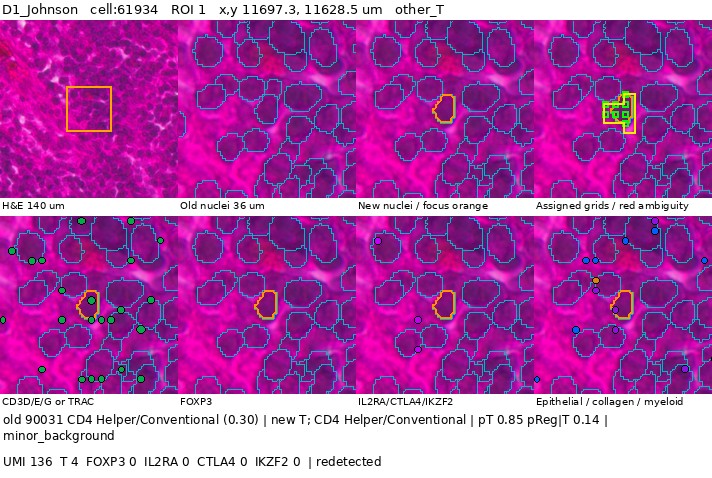 D1_Johnson   cell:61934   ROI 1   x,y 11697.3, 11628.5 um   other_T
H&E 140 um
Old nuclei 36 um
New nuclei / focus orange
Assigned grids / red ambiguity
CD3D/E/G or TRAC
FOXP3
IL2RA/CTLA4/IKZF2
Epithelial / collagen / myeloid
old 90031 CD4 Helper/Conventional (0.30) | new T; CD4 Helper/Conventional | pT 0.85 pReg|T 0.14 |
minor_background
UMI 136  T 4  FOXP3 0  IL2RA 0  CTLA4 0  IKZF2 0  | redetected